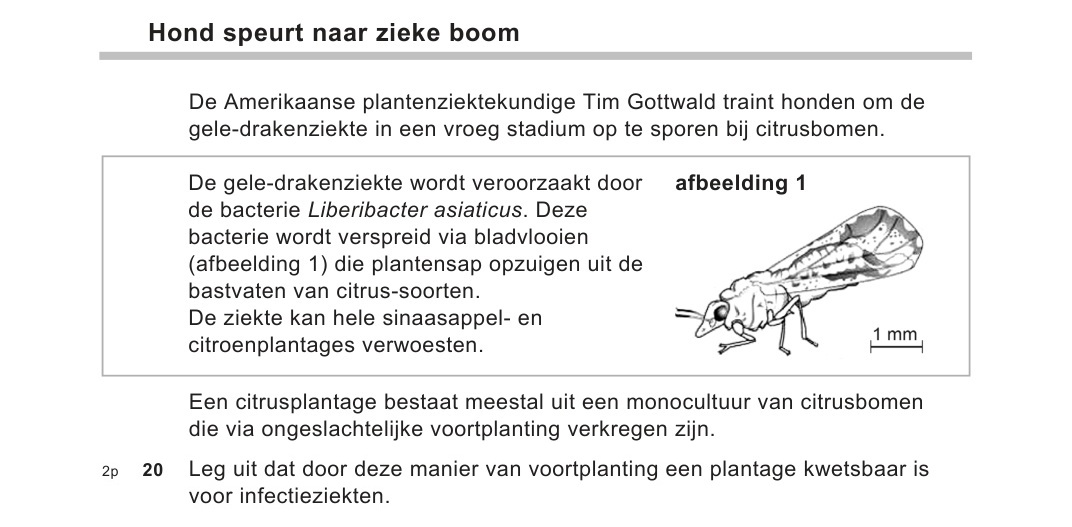 Hond speurt naar zieke boom
De Amerikaanse plantenziektekundige Tim Gottwald traint honden om de
gele-drakenziekte in een vroeg stadium op te sporen bij citrusbomen.
De gele-drakenziekte wordt veroorzaakt door
de bacterie Liberibacter asiaticus. Deze
bacterie wordt verspreid via bladvlooien
(afbeelding 1) die plantensap opzuigen uit de
bastvaten van citrus-soorten.
De ziekte kan hele sinaasappel- en
citroenplantages verwoesten.
afbeelding 1
1 mm
Een citrusplantage bestaat meestal uit een monocultuur van citrusbomen
die via ongeslachtelijke voortplanting verkregen zijn.
2p 20 Leg uit dat door deze manier van voortplanting een plantage kwetsbaar is
voor infectieziekten.